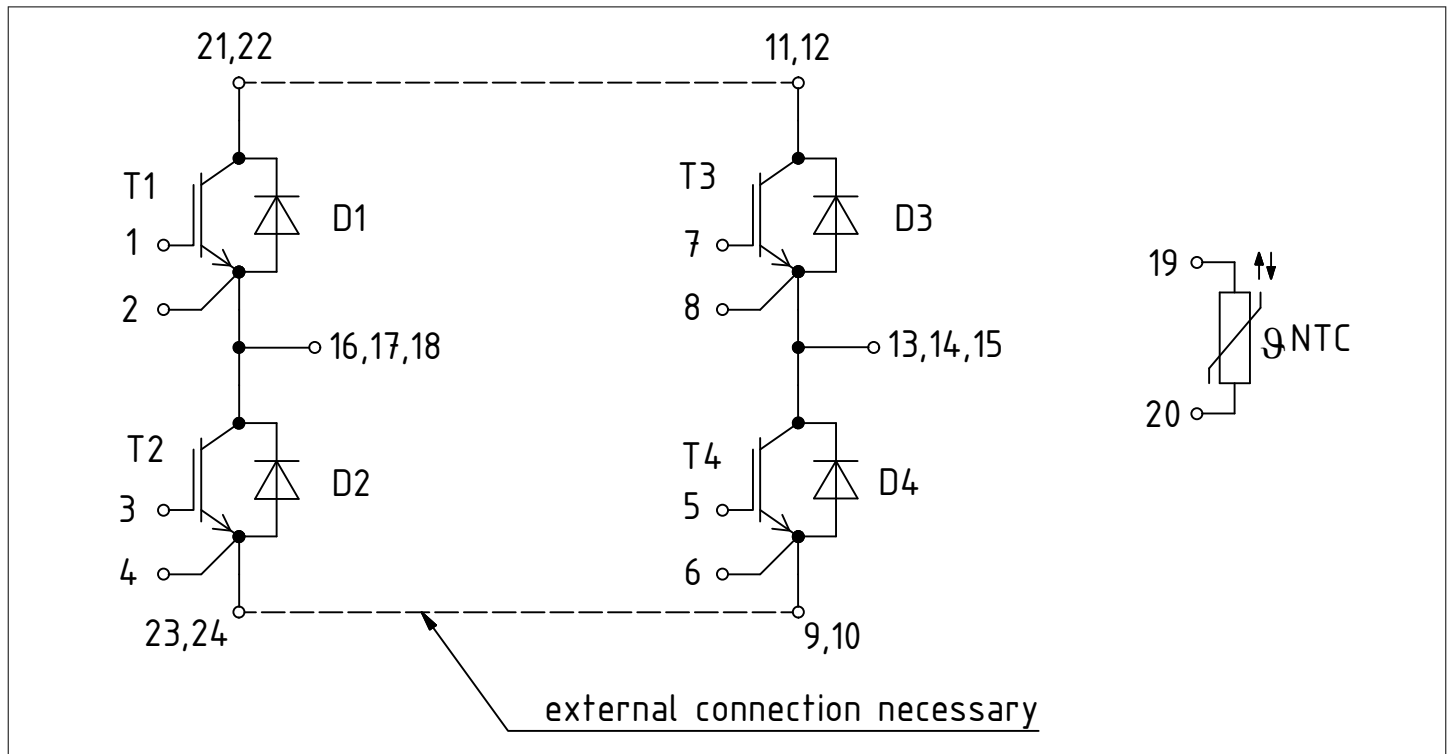 21,22
11,12
T1
D1
1
2
16,17,18
T3
D3
7
8
13,14,15
19
ϑ NTC
20
T2
D2
3
4
23,24
T4
D4
5
6
9,10
external connection necessary